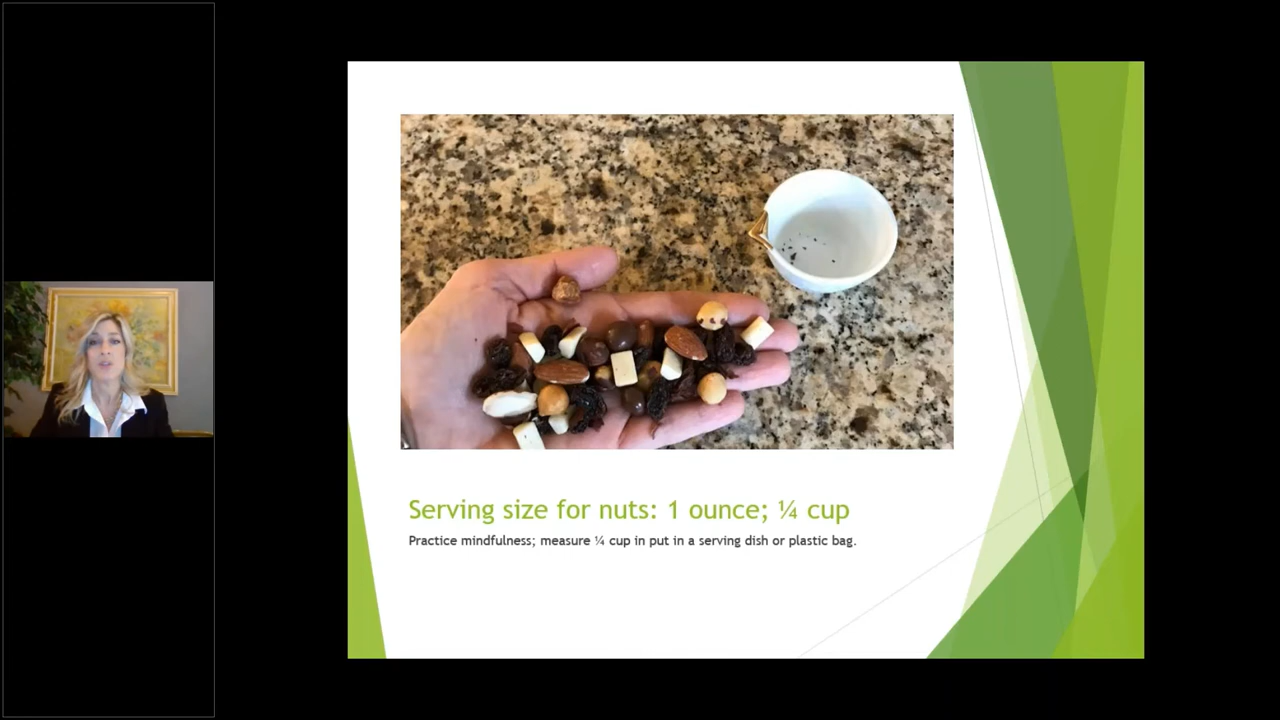 Serving size for nuts: 1 ounce; ¼ cup
Practice mindfulness; measure ¼ cup in put in a serving dish or plastic bag.